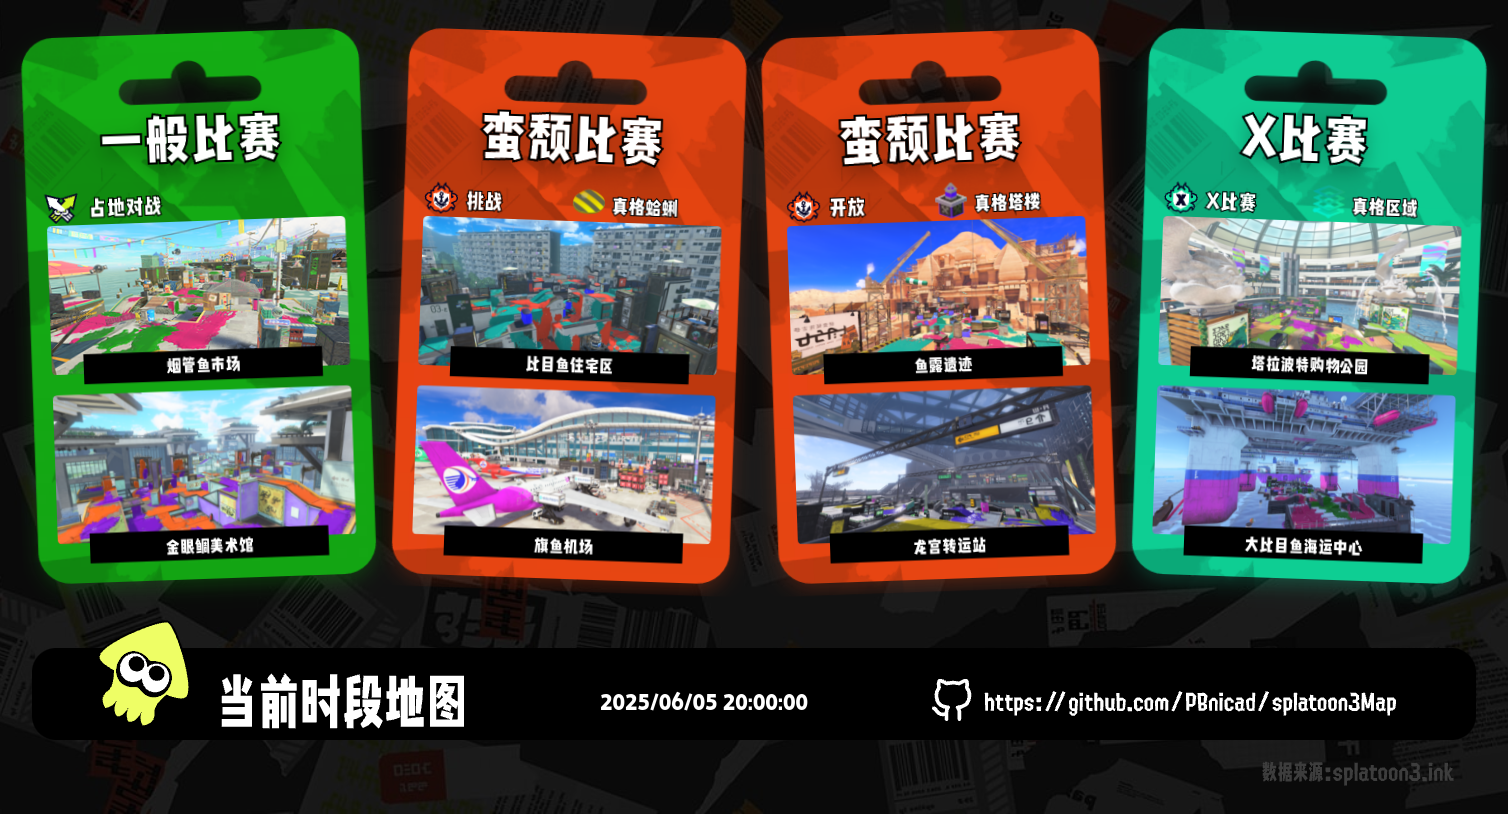 一般比赛
占地对战
烟管鱼市场
金眼鲷美术馆
蛮颓比赛
挑战
真格蛤蜊
比目鱼住宅区
旗鱼机场
蛮颓比赛
开放
真格塔楼
鱼露遗迹
龙宫转运站
X比赛
X比赛
真格区域
塔拉波特购物公园
大比目鱼海运中心
当前时段地图
2025/06/05 20:00:00
https://github.com/PBnicad/splatoon3Map
数据来源:splatoon3.ink